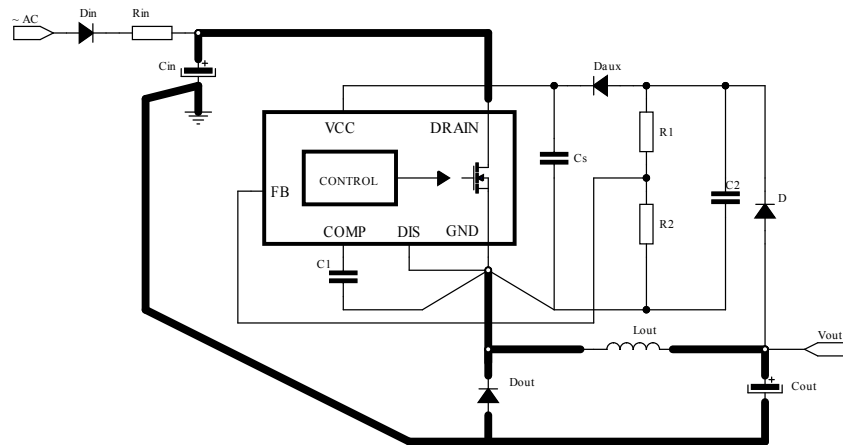 ~ AC
Din
Rin
Cin
+
Daux
VCC
DRAIN
R1
Cs
C2
CONTROL
FB
D
R2
COMP
DIS
GND
C1
Lout
Vout
Dout
+
Cout